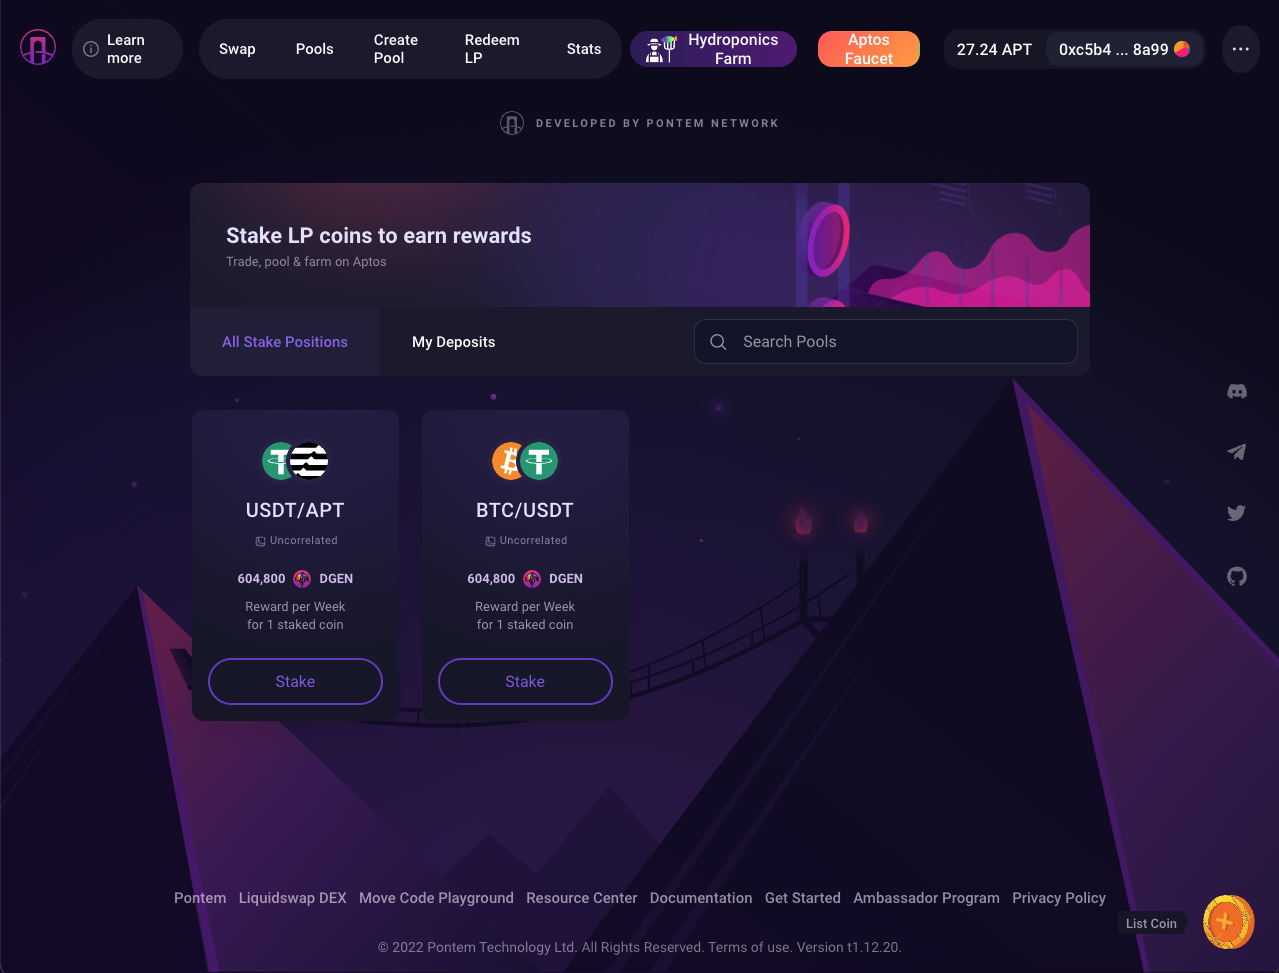 Learn
more
Swap
Pools
Create
Pool
Redeem
LP
Stats
Hydroponics
Farm
Aptos
Faucet
27.24 APT
0xc5b4 ... 8a99
DEVELOPED BY PONTEM NETWORK
Stake LP coins to earn rewards
Trade, pool & farm on Aptos
All Stake Positions
My Deposits
Search Pools
USDT/APT
Uncorrelated
604,800 DGEN
Reward per Week
for 1 staked coin
Stake
BTC/USDT
Uncorrelated
604,800 DGEN
Reward per Week
for 1 staked coin
Stake
Pontem Liquidswap DEX Move Code Playground Resource Center Documentation Get Started Ambassador Program Privacy Policy
List Coin
© 2022 Pontem Technology Ltd. All Rights Reserved. Terms of use. Version t1.12.20.